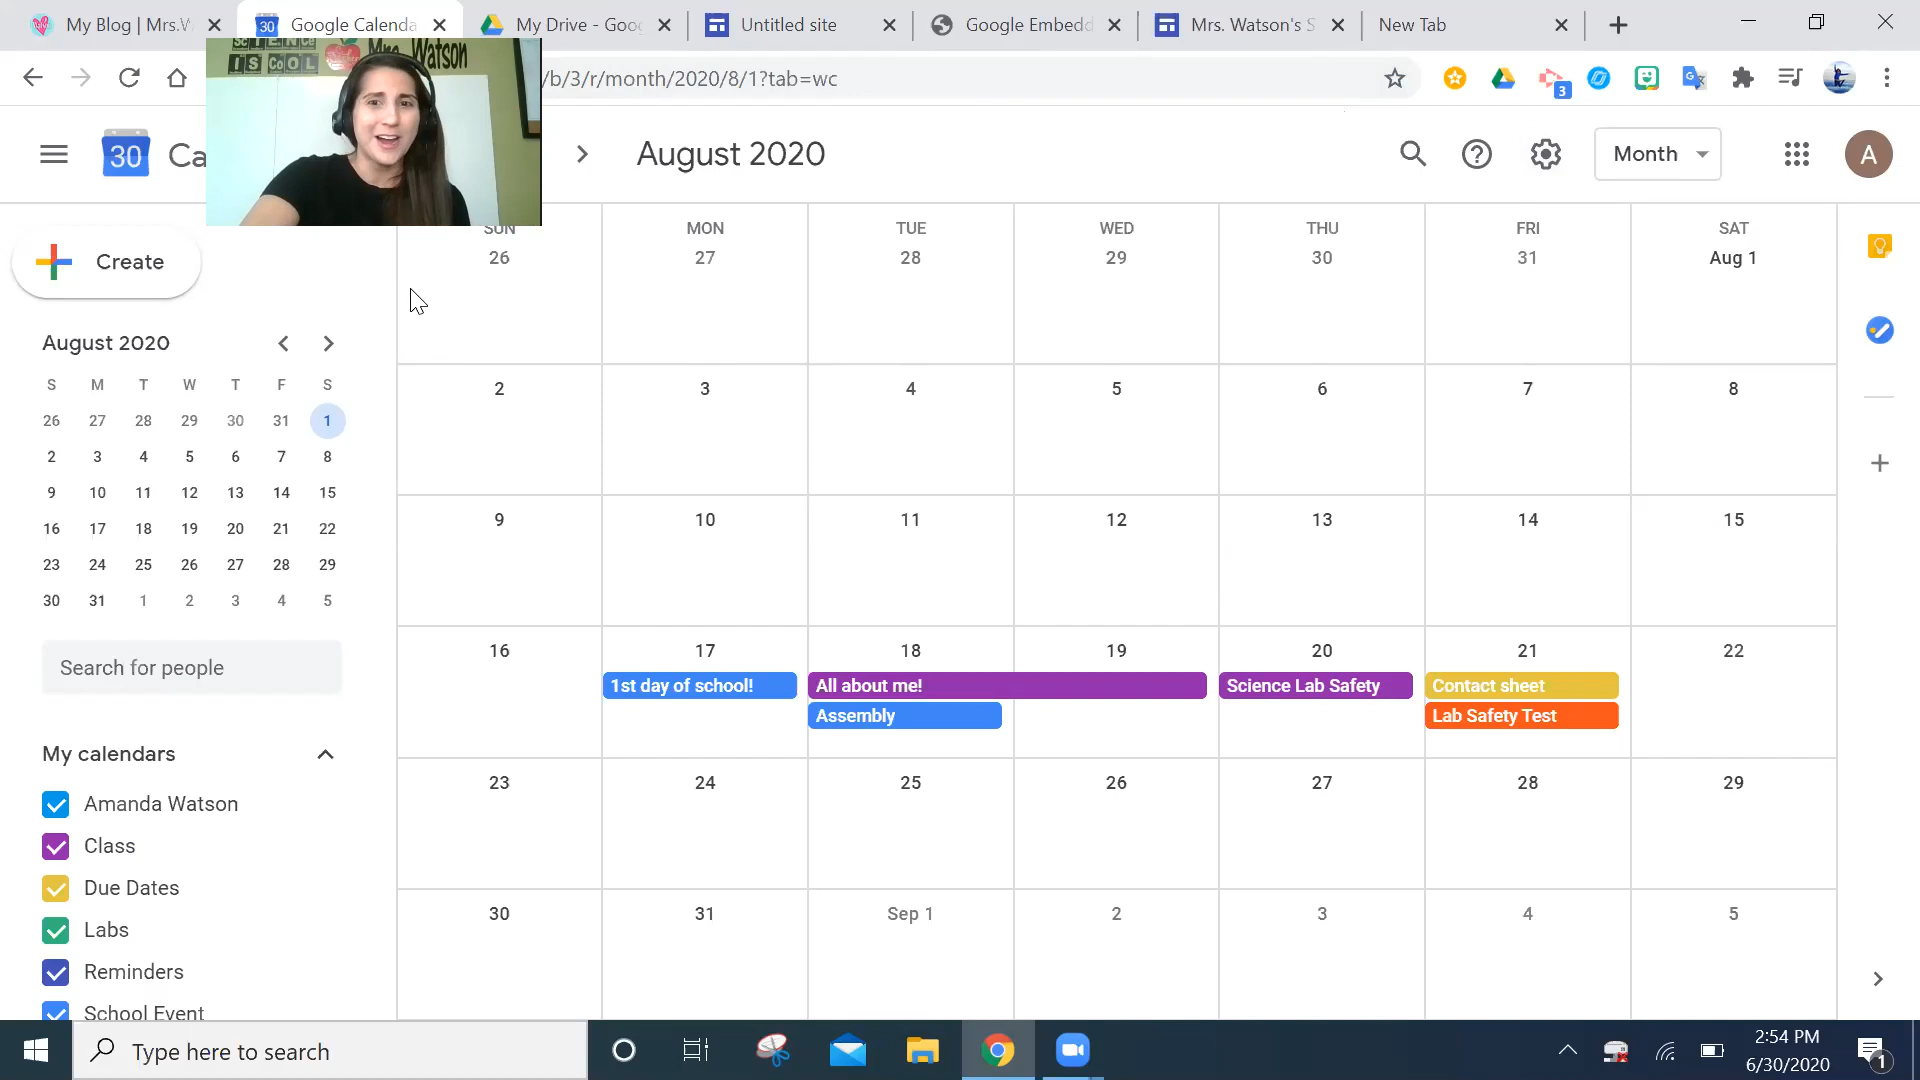 My Blog | Mrs.W
Google Calenda
My Drive - Goog
Untitled site
Google Embedd
Mrs. Watson's S
New Tab
/b/3/r/month/2020/8/1?tab=wc
3
SCIENCE
IS COOL
Mrs. Watson
30
Ca
August 2020
Month
A
Create
August 2020
S M T W T F S
26 27 28 29 30 31 1
2 3 4 5 6 7 8
9 10 11 12 13 14 15
16 17 18 19 20 21 22
23 24 25 26 27 28 29
30 31 1 2 3 4 5
Search for people
My calendars
Amanda Watson
Class
Due Dates
Labs
Reminders
School Event
SUN MON TUE WED THU FRI SAT
26 27 28 29 30 31 Aug 1
2 3 4 5 6 7 8
9 10 11 12 13 14 15
16 17 18 19 20 21 22
1st day of school! All about me! Science Lab Safety Contact sheet
Assembly Lab Safety Test
23 24 25 26 27 28 29
30 31 Sep 1 2 3 4 5
Type here to search
2:54 PM
6/30/2020
1